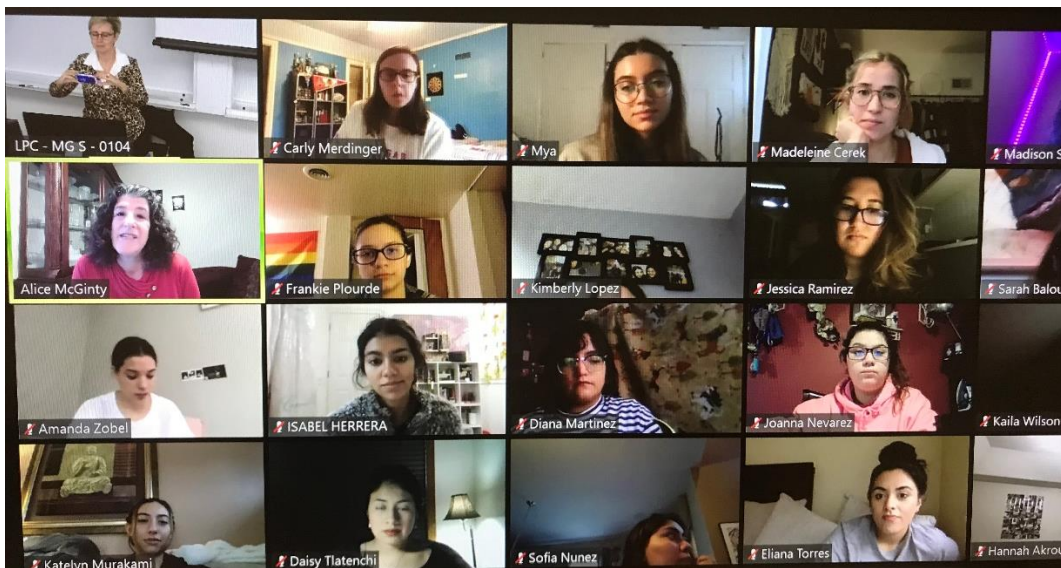 LPC - MG S - 0104
Carly Merdinger
Mya
Madeleine Cerek
Madison S
Alice McGinty
Frankie Plourde
Kimberly Lopez
Jessica Ramirez
Sarah Balou
Amanda Zobel
ISABEL HERRERA
Diana Martinez
Joanna Nevarez
Kaila Wilson
Katelyn Murakami
Daisy Tlatenchi
Sofia Nunez
Eliana Torres
Hannah Akrou